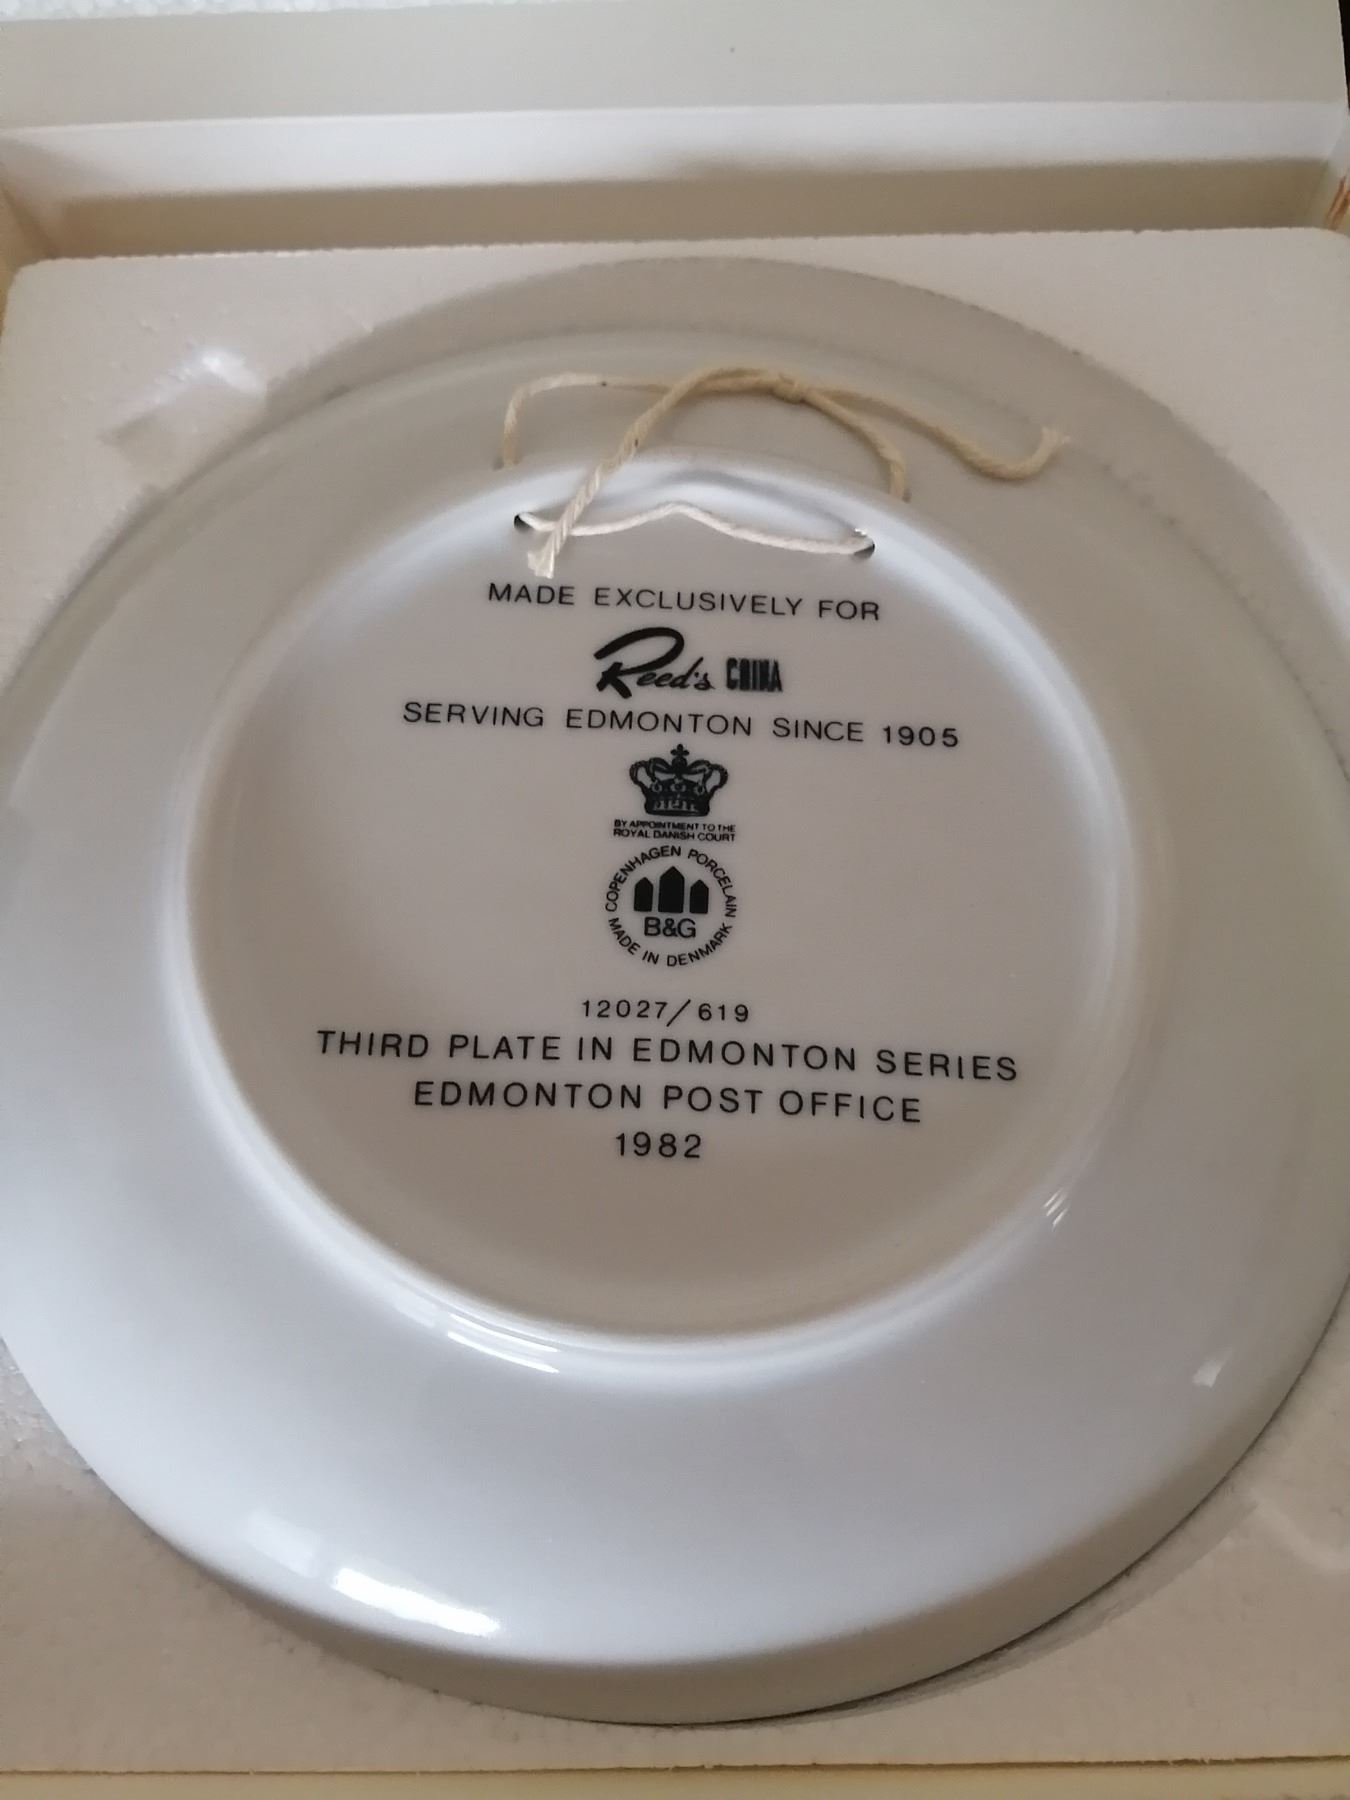 MADE EXCLUSIVELY FOR
Reed's CHINA
SERVING EDMONTON SINCE 1905
BY APPOINTMENT TO THE
ROYAL DANISH COURT
COPENHAGEN PORCELAIN
B&G
MADE IN DENMARK
12027/619
THIRD PLATE IN EDMONTON SERIES
EDMONTON POST OFFICE
1982